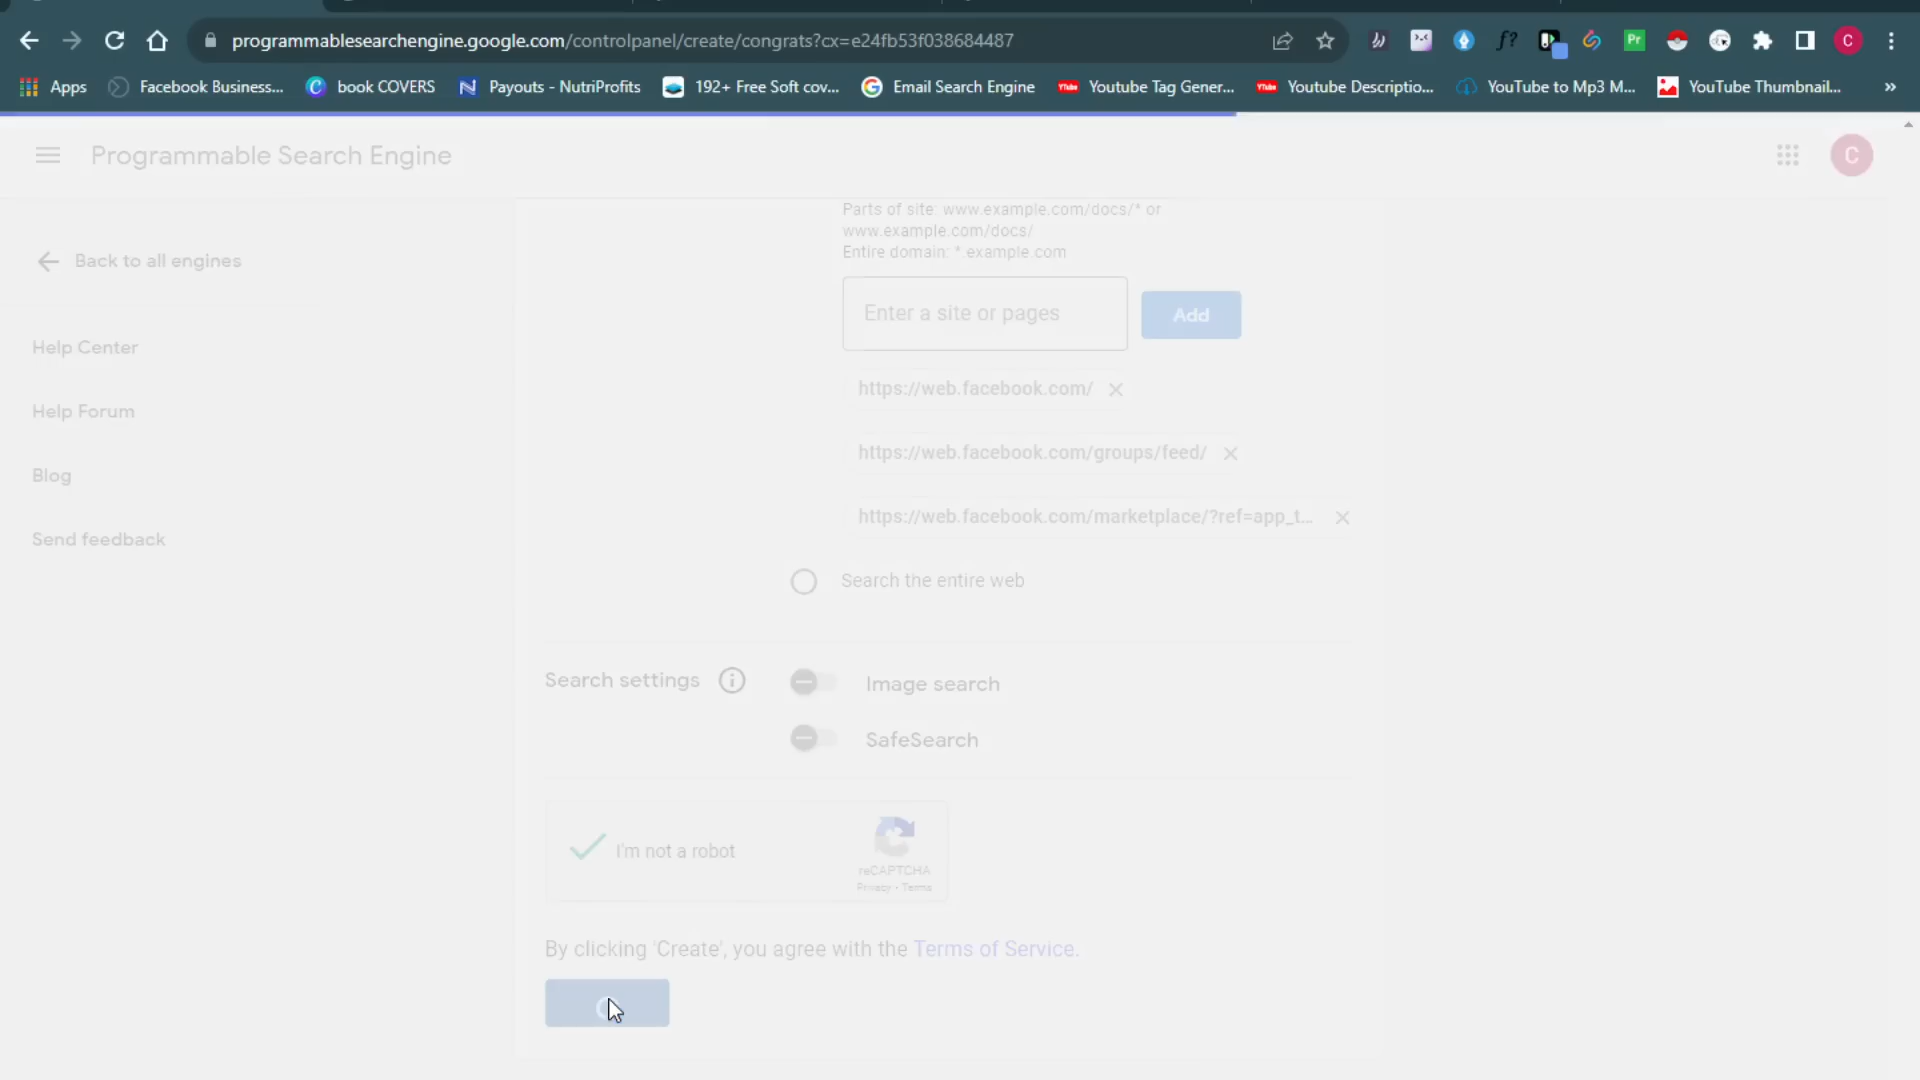 programmablesearchengine.google.com/controlpanel/create/congrats?cx=e24fb53f038684487
Pr
C
Apps
Facebook Business...
book COVERS
Payouts - NutriProfits
192+ Free Soft cov...
Email Search Engine
Youtube Tag Gener...
Youtube Descriptio...
YouTube to Mp3 M...
YouTube Thumbnail...
»
Programmable Search Engine
C
Parts of site: www.example.com/docs/* or
www.example.com/docs/
Entire domain: *.example.com
Back to all engines
Enter a site or pages
Add
Help Center
https://web.facebook.com/
Help Forum
https://web.facebook.com/groups/feed/
Blog
https://web.facebook.com/marketplace/?ref=app_t...
Send feedback
Search the entire web
Search settings
Image search
SafeSearch
I'm not a robot
reCAPTCHA
Privacy - Terms
By clicking 'Create', you agree with the Terms of Service.